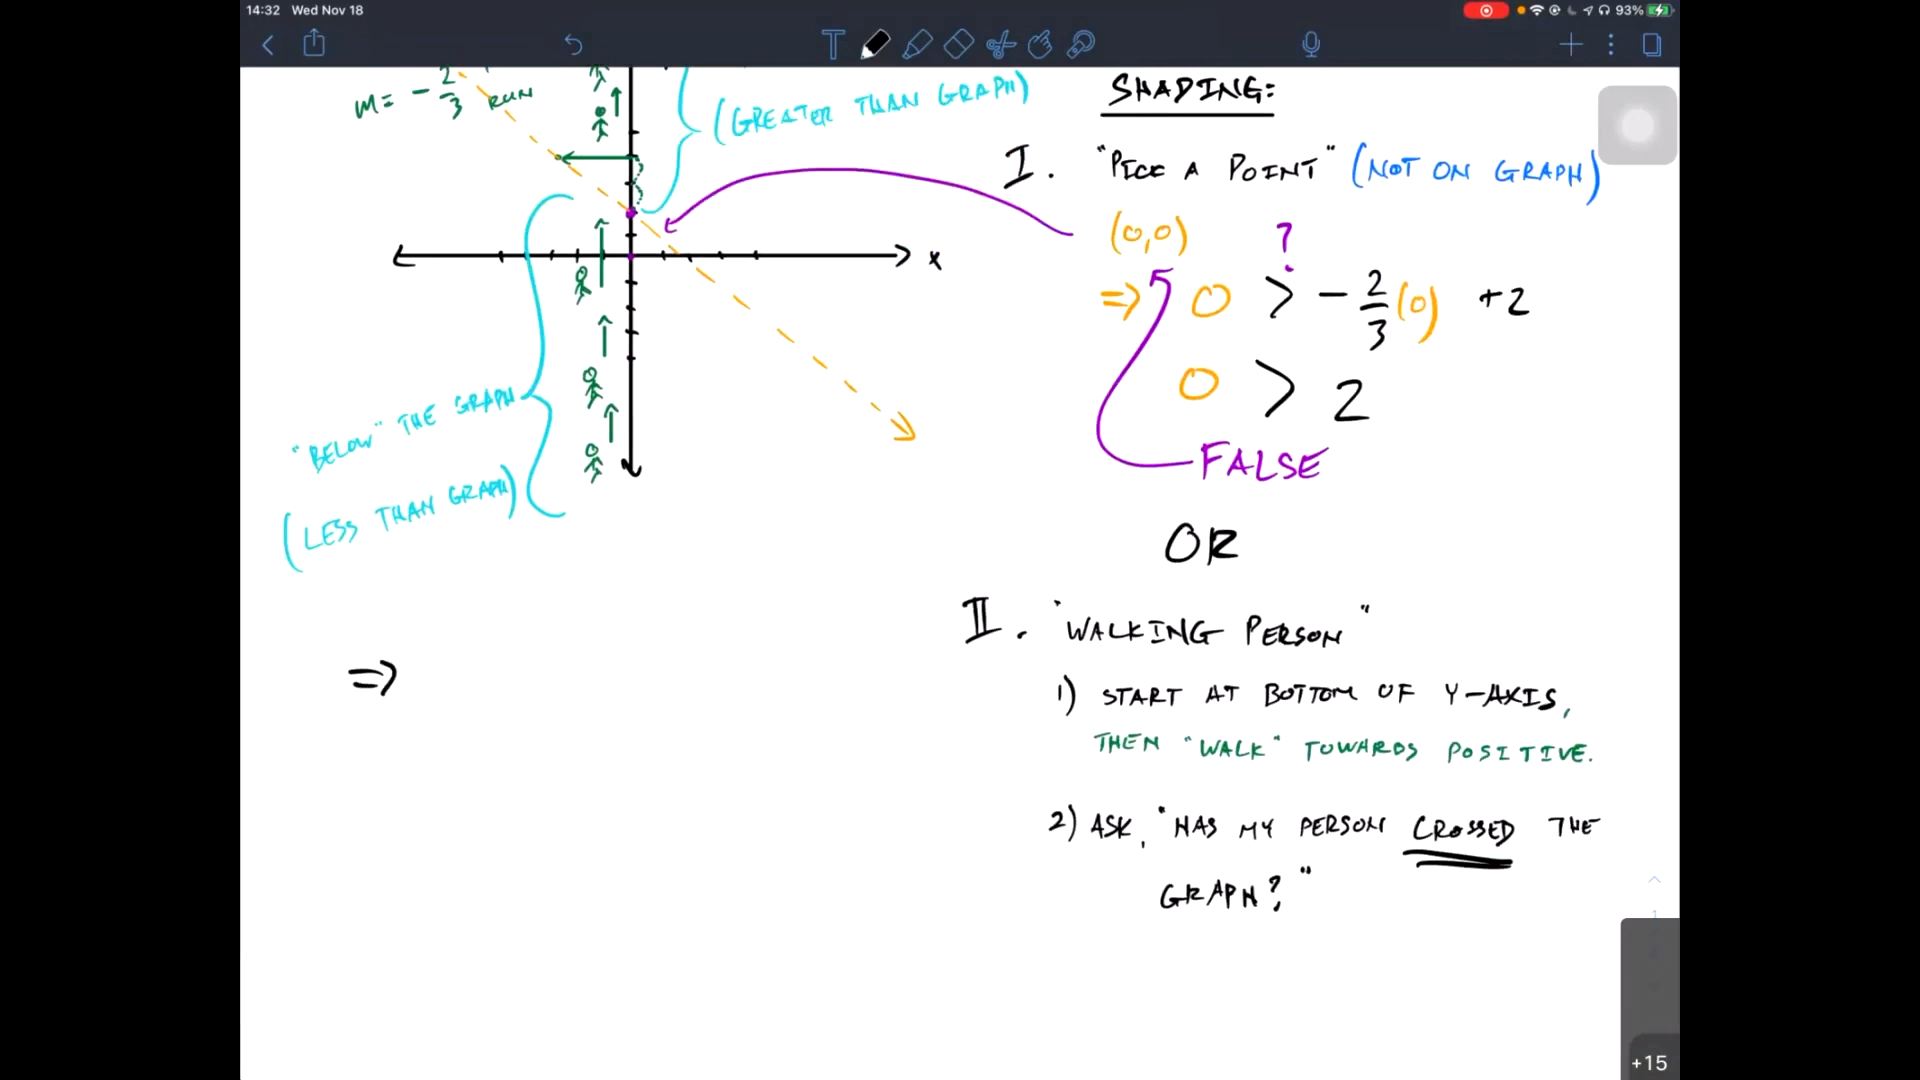 14:32 Wed Nov 18
93%
m = - 2/3 RUN
(GREATER THAN GRAPH)
x
"BELOW" THE GRAPH
(LESS THAN GRAPH)
=>
SHADING:
I. "PICK A POINT" (NOT ON GRAPH)
(0,0) ?
=> 0 > - 2/3 (0) +2
0 > 2
FALSE
OR
II. "WALKING PERSON"
1) START AT BOTTOM OF Y-AXIS,
THEN "WALK" TOWARDS POSITIVE.
2) ASK, "HAS MY PERSON CROSSED THE
GRAPH?"
+15